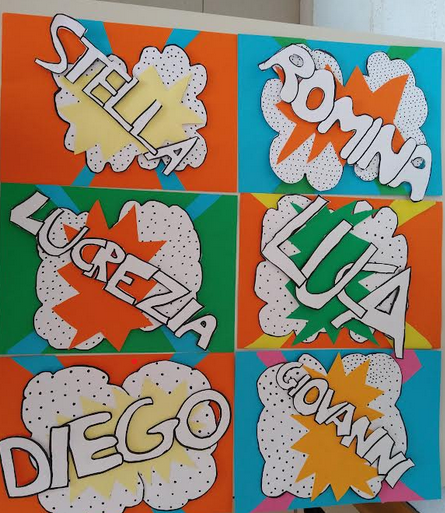 STELLA
ROMINA
LUCREZIA
LUCA
DIEGO
GIOVANNI